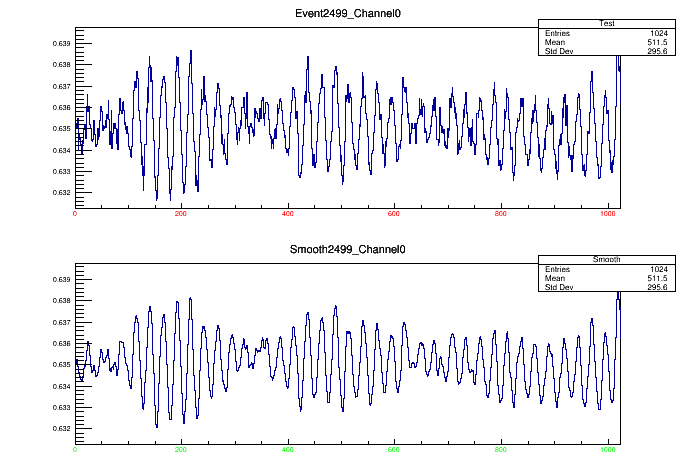 Event2499_Channel0
Test
Entries 1024
Mean 511.5
Std Dev 295.6
0.639
0.638
0.637
0.636
0.635
0.634
0.633
0.632
0 200 400 600 800 1000
Smooth2499_Channel0
Smooth
Entries 1024
Mean 511.5
Std Dev 295.6
0.639
0.638
0.637
0.636
0.635
0.634
0.633
0.632
0 200 400 600 800 1000